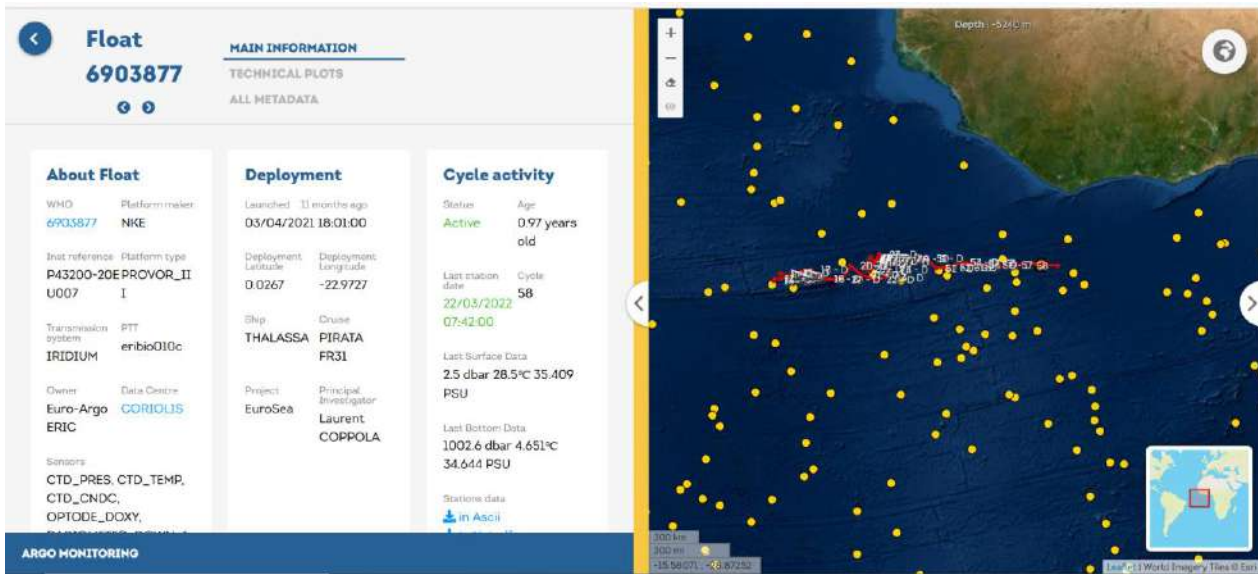 Float
6903877
MAIN INFORMATION
TECHNICAL PLOTS
ALL METADATA
About Float
WMO Platform maker
6903877 NKE
Inst reference Platform type
P43200-20E PROVOR_II
U007 I
Transmission system PTT
IRIDIUM eribio010c
Owner Data Centre
Euro-Argo CORIOLIS
ERIC
Sensors
CTD_PRES, CTD_TEMP,
CTD_CNDC,
OPTODE_DOXY,
Deployment
Launched 11 months ago
03/04/2021 18:01:00
Deployment Latitude Deployment Longitude
0.0267 -22.9727
Ship Cruise
THALASSA PIRATA
FR31
Project Principal Investigator
EuroSea Laurent
COPPOLA
Cycle activity
Status Age
Active 0.97 years
old
Last station date Cycle
22/03/2022 58
07:42:00
Last Surface Data
2.5 dbar 28.5°C 35.409
PSU
Last Bottom Data
1002.6 dbar 4.651°C
34.644 PSU
Stations data
in Ascii
ARGO MONITORING
Depth : -5240 m
300 km
300 mi
Leaflet | World Imagery Tiles © Esri